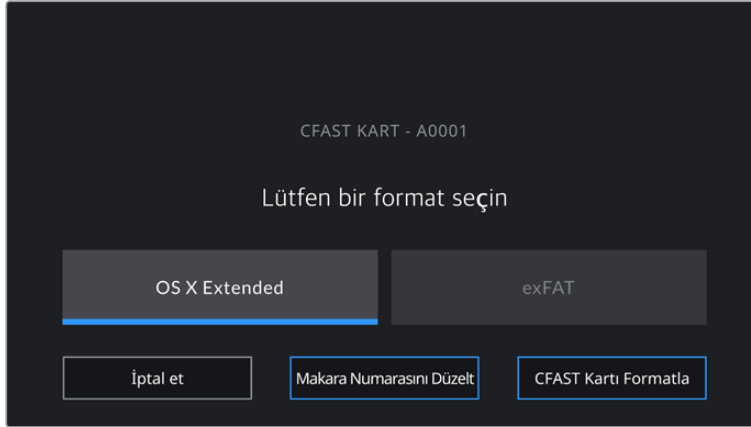 CFAST KART - A0001
Lütfen bir format seçin
OS X Extended
exFAT
İptal et
Makara Numarasını Düzelt
CFAST Kartı Formatla